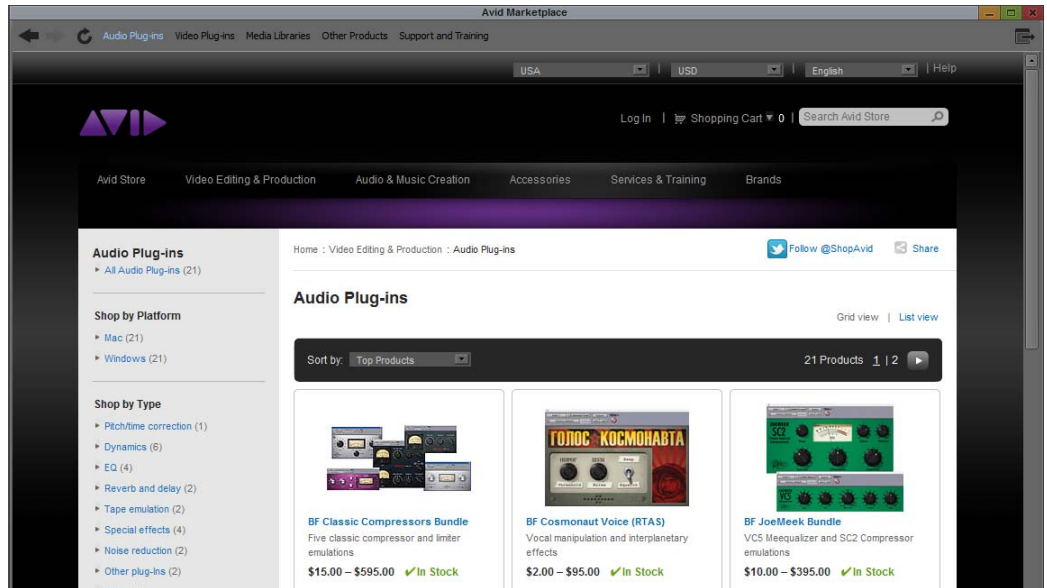 Avid Marketplace
Audio Plug-ins Video Plug-ins Media Libraries Other Products Support and Training
USA | USD | English | Help
AVID
Log In | Shopping Cart 0 | Search Avid Store
Avid Store Video Editing & Production Audio & Music Creation Accessories Services & Training Brands
Audio Plug-ins
All Audio Plug-ins (21)
Shop by Platform
Mac (21)
Windows (21)
Shop by Type
Pitch/time correction (1)
Dynamics (6)
EQ (4)
Reverb and delay (2)
Tape emulation (2)
Special effects (4)
Noise reduction (2)
Other plug-ins (2)
Home : Video Editing & Production : Audio Plug-ins
Follow @ShopAvid Share
Audio Plug-ins
Grid view | List view
Sort by: Top Products 21 Products 1 | 2
BF Classic Compressors Bundle
Five classic compressor and limiter
emulations
$15.00 – $595.00 ✔In Stock
ГОЛОС КОСМОНАВТА
BF Cosmonaut Voice (RTAS)
Vocal manipulation and interplanetary
effects
$2.00 – $95.00 ✔In Stock
SC2
VC5
BF JoeMeek Bundle
VC5 Meequalizer and SC2 Compressor
emulations
$10.00 – $395.00 ✔In Stock